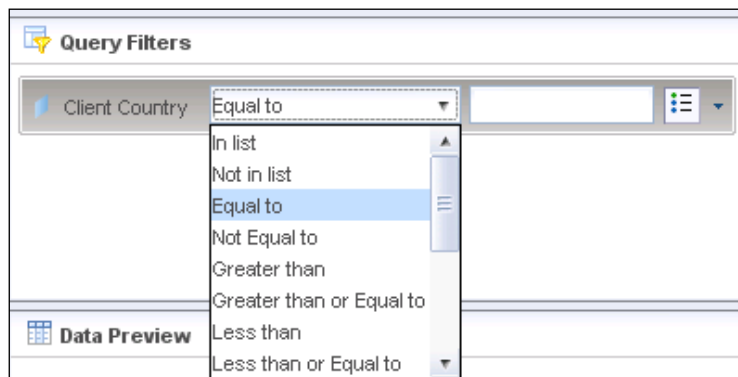 Query Filters
Client Country Equal to
In list
Not in list
Equal to
Not Equal to
Greater than
Greater than or Equal to
Data Preview Less than
Less than or Equal to